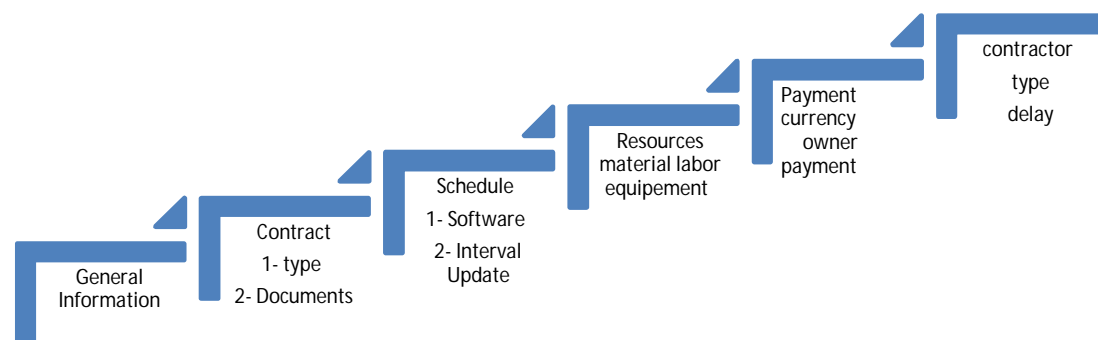 General
Information
Contract
1- type
2- Documents
Schedule
1- Software
2- Interval
Update
Resources
material labor
equipement
Payment
currency
owner
payment
contractor
type
delay